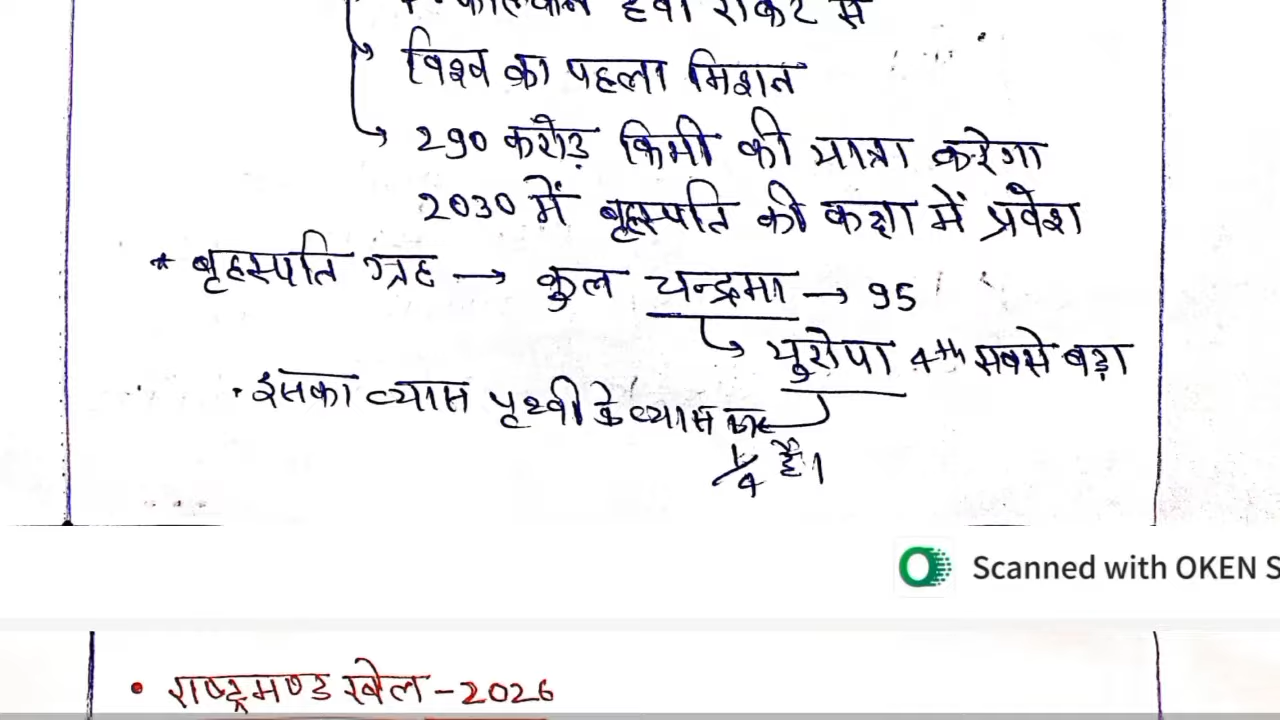 हैवी रॉकेट से
विश्व का पहला मिशन
290 करोड़ किमी की यात्रा करेगा
2030 में बृहस्पति की कक्षा में प्रवेश
* बृहस्पति ग्रह → कुल चन्द्रमा → 95
युरोपा 4th सबसे बड़ा
• इसका व्यास पृथ्वी के व्यास का
1/4 है।
Scanned with OKEN S
• राष्ट्रमण्ड खेल - 2026